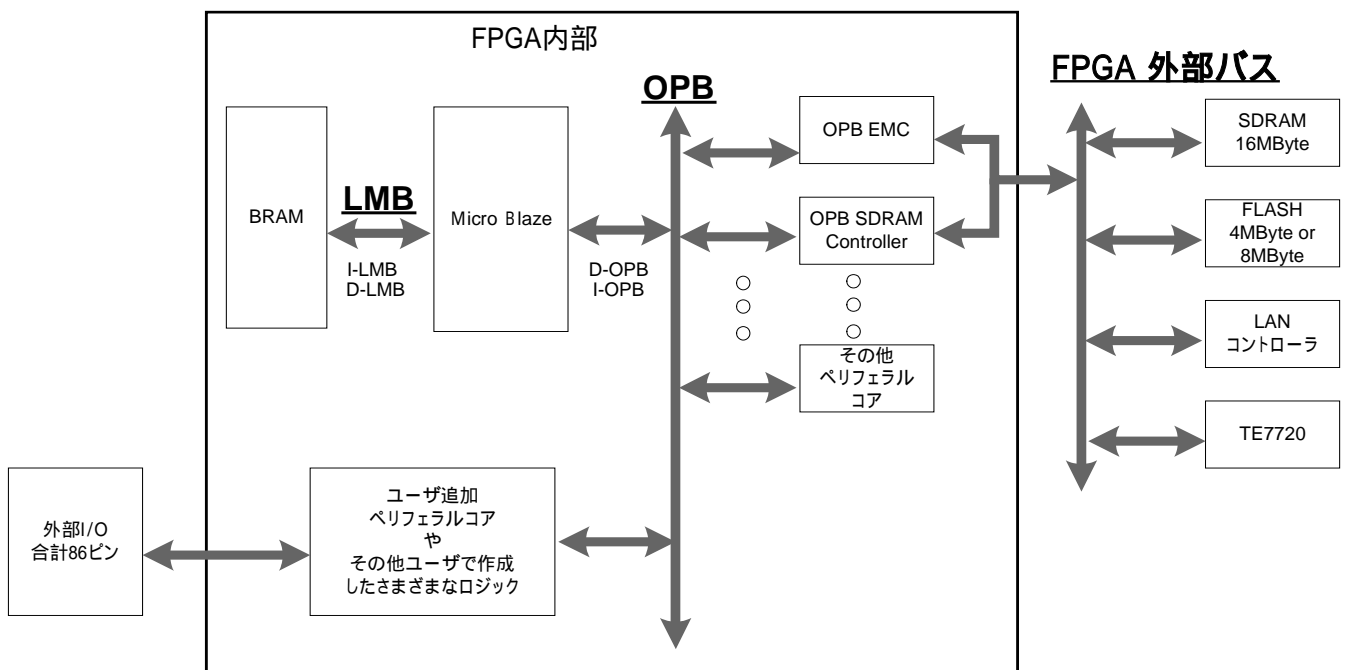 FPGA内部
FPGA 外部バス
OPB
LMB
BRAM
Micro Blaze
I-LMB
D-LMB
D-OPB
I-OPB
OPB EMC
OPB SDRAM
Controller
その他
ペリフェラル
コア
SDRAM
16MByte
FLASH
4MByte or
8MByte
LAN
コントローラ
TE7720
外部I/O
合計86ピン
ユーザ追加
ペリフェラルコア
や
その他ユーザで作成
したさまざまなロジック